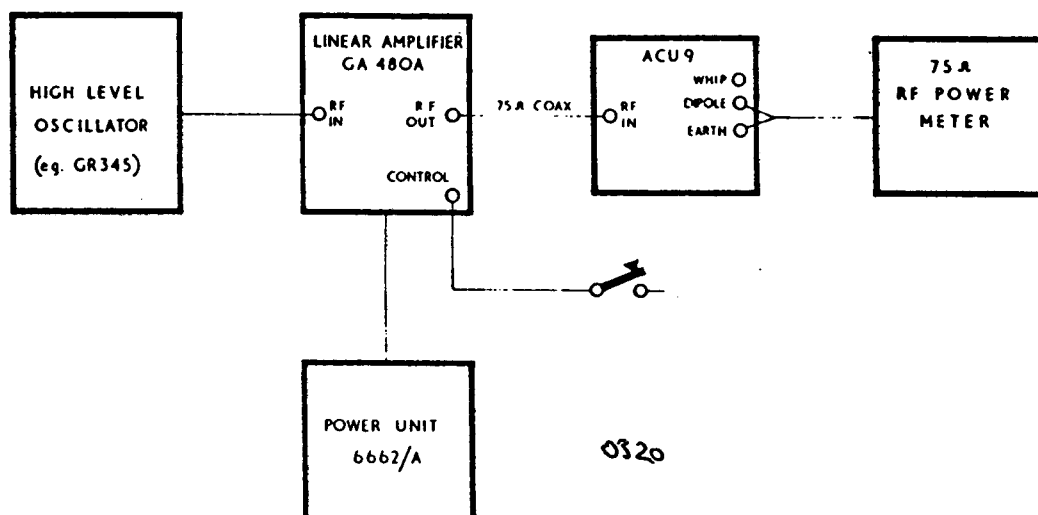 HIGH LEVEL
OSCILLATOR
(eg. GR345)
LINEAR AMPLIFIER
GA 480A
RF
IN
RF
OUT
CONTROL
75Ω COAX
ACU9
RF
IN
WHIP
DIPOLE
EARTH
75Ω
RF POWER
METER
POWER UNIT
6662/A
0320